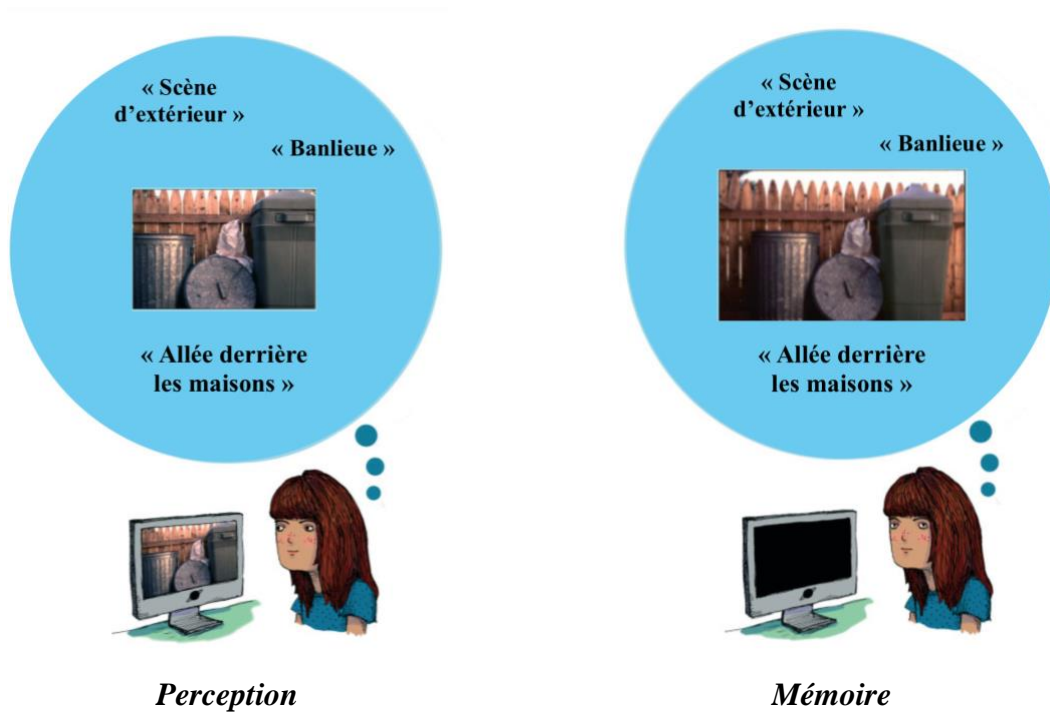 « Scène
d’extérieur »
« Banlieue »
« Allée derrière
les maisons »
Perception
« Scène
d’extérieur »
« Banlieue »
« Allée derrière
les maisons »
Mémoire